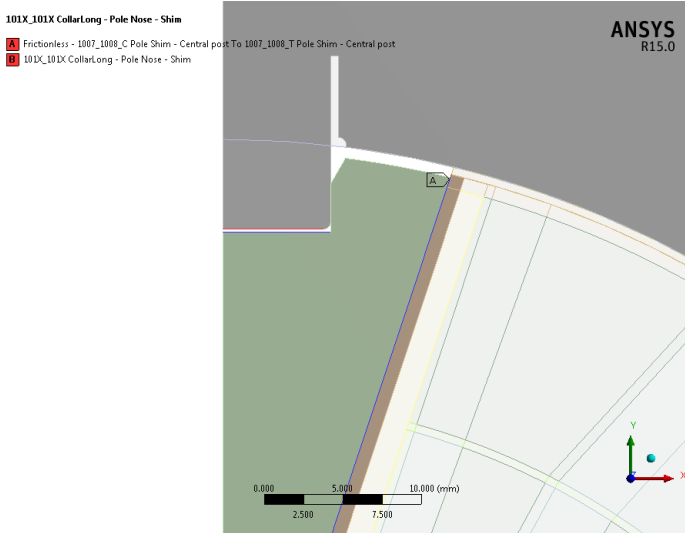 101X_101X CollarLong - Pole Nose - Shim
A Frictionless - 1007_1008_C Pole Shim - Central post To 1007_1008_T Pole Shim - Central post
B 101X_101X CollarLong - Pole Nose - Shim
ANSYS
R15.0
A
0.000 5.000 10.000 (mm)
2.500 7.500
Y
X
Z